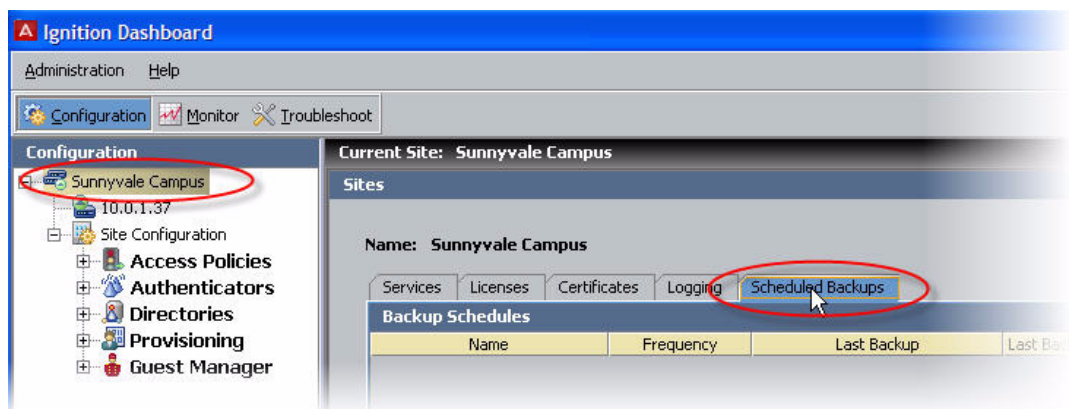 Ignition Dashboard
Administration Help
Configuration Monitor Troubleshoot
Configuration
Sunnyvale Campus
10.0.1.37
Site Configuration
Access Policies
Authenticators
Directories
Provisioning
Guest Manager
Current Site: Sunnyvale Campus
Sites
Name: Sunnyvale Campus
Services Licenses Certificates Logging Scheduled Backups
Backup Schedules
Name Frequency Last Backup Last